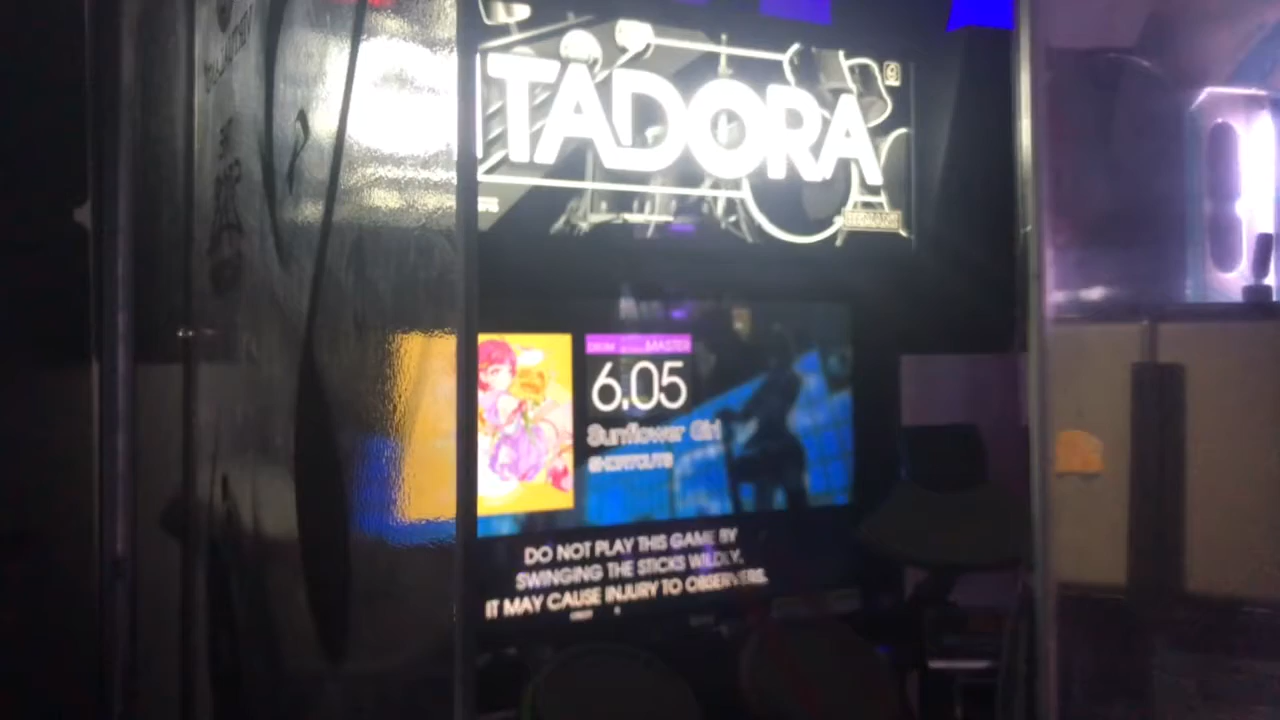 TADORA
MASTER
6.05
Sunflower Girl
SHORTCUTS
DO NOT PLAY THIS GAME BY
SWINGING THE STICKS WILDLY.
IT MAY CAUSE INJURY TO OBSERVERS.